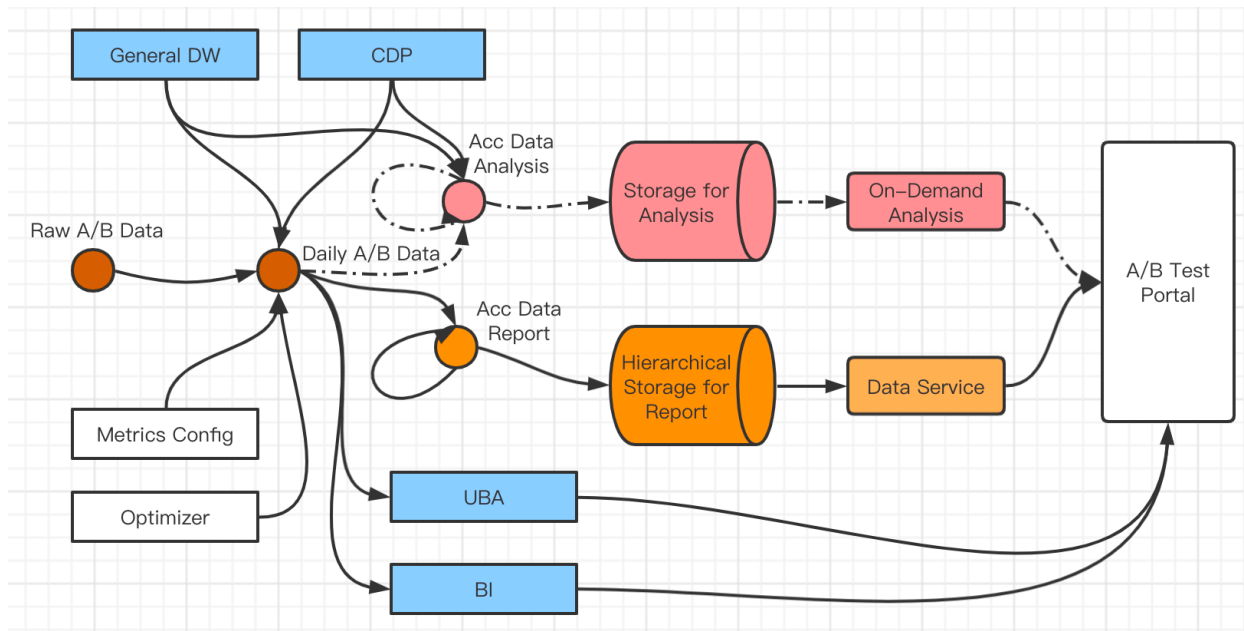 General DW
CDP
Acc Data
Analysis
Storage for
Analysis
On-Demand
Analysis
Raw A/B Data
Daily A/B Data
A/B Test
Portal
Acc Data
Report
Hierarchical
Storage for
Report
Data Service
Metrics Config
Optimizer
UBA
BI